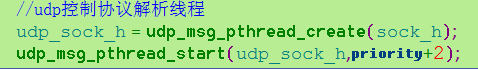 //udp控制协议解析线程
udp_sock_h = udp_msg_pthread_create(sock_h);
udp_msg_pthread_start(udp_sock_h,priority+2);